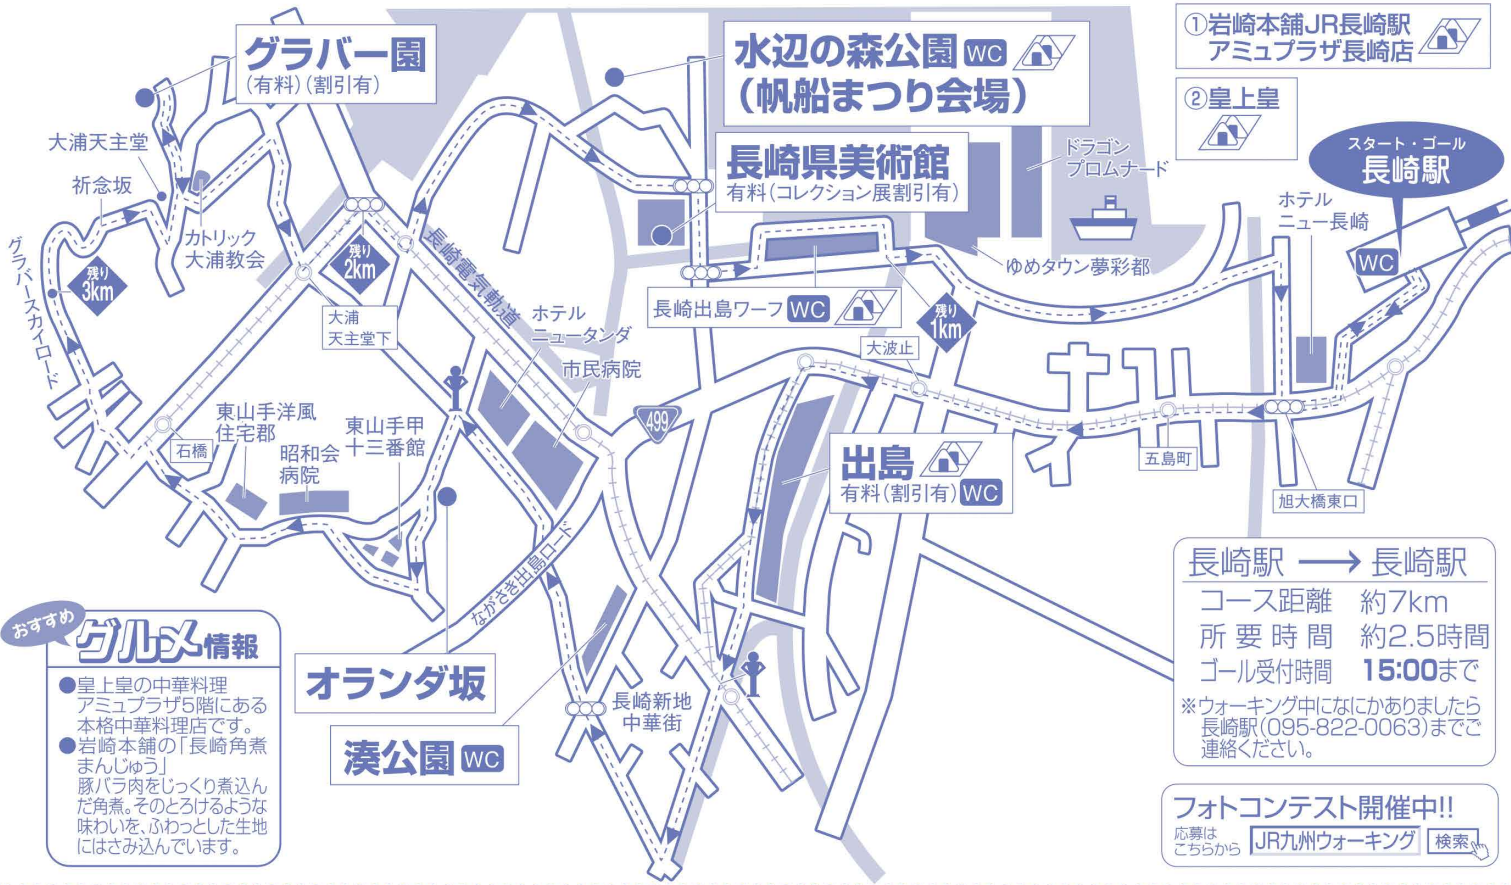 グラバー園
(有料)(割引有)
水辺の森公園 WC
(帆船まつり会場)
①岩崎本舗JR長崎駅
アミュプラザ長崎店
②皇上皇
スタート・ゴール
長崎駅
WC
長崎県美術館
有料(コレクション展割引有)
ドラゴン
プロムナード
ホテル
ニュー長崎
大浦天主堂
祈念坂
カトリック
大浦教会
グラバースカイロード
残り
3km
残り
2km
長崎電気軌道
大浦
天主堂下
ホテル
ニュータンダ
市民病院
長崎出島ワーフ WC
ゆめタウン夢彩都
残り
1km
大波止
499
石橋
東山手洋風
住宅郡
昭和会
病院
東山手甲
十三番館
出島
有料(割引有) WC
五島町
旭大橋東口
ながさき出島ロード
オランダ坂
湊公園 WC
長崎新地
中華街
長崎駅 → 長崎駅
コース距離 約7km
所要時間 約2.5時間
ゴール受付時間 15:00まで
※ウォーキング中になにかありましたら
長崎駅(095-822-0063)までご
連絡ください。
おすすめ
グルメ情報
●皇上皇の中華料理
アミュプラザ5階にある
本格中華料理店です。
●岩崎本舗の「長崎角煮
まんじゅう」
豚バラ肉をじっくり煮込ん
だ角煮。そのとろけるような
味わいを、ふわっとした生地
にはさみ込んでいます。
フォトコンテスト開催中!!
応募は
こちらから
JR九州ウォーキング 検索